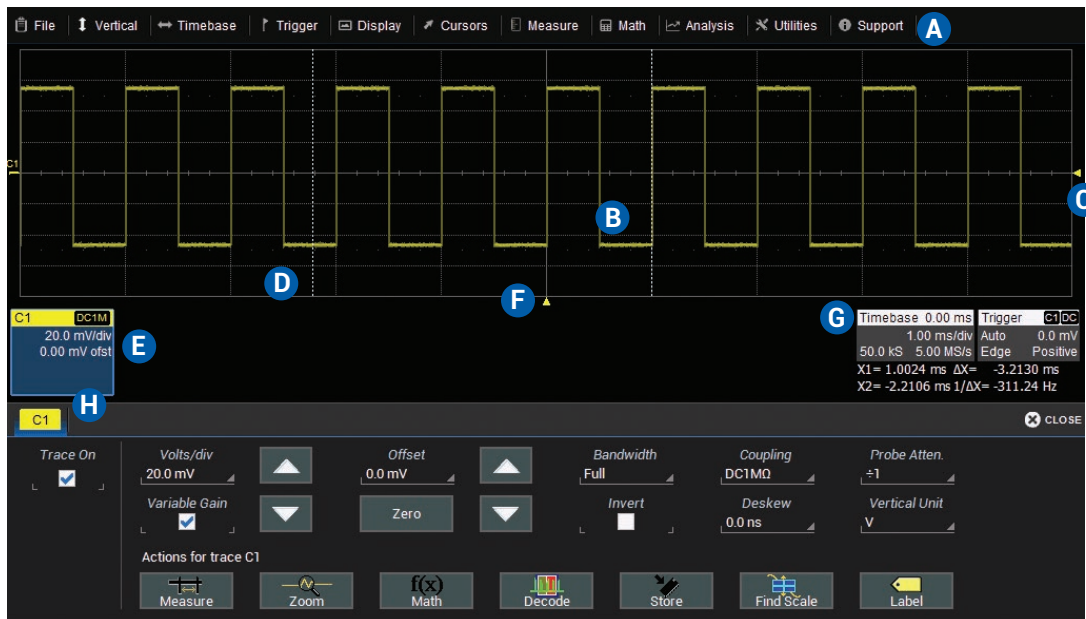 File Vertical Timebase Trigger Display Cursors Measure Math Analysis Utilities Support A
C1
B
C
D
F
C1 DC1M
20.0 mV/div
0.00 mV ofst
E
G
Timebase 0.00 ms Trigger C1 DC
1.00 ms/div Auto 0.0 mV
50.0 kS 5.00 MS/s Edge Positive
X1= 1.0024 ms ΔX= -3.2130 ms
X2= -2.2106 ms 1/ΔX= -311.24 Hz
H
C1 CLOSE
Trace On Volts/div Offset Bandwidth Coupling Probe Atten.
20.0 mV 0.0 mV Full DC1MΩ ÷1
Variable Gain Zero Invert Deskew Vertical Unit
0.0 ns V
Actions for trace C1
f(x)
Measure Zoom Math Decode Store Find Scale Label